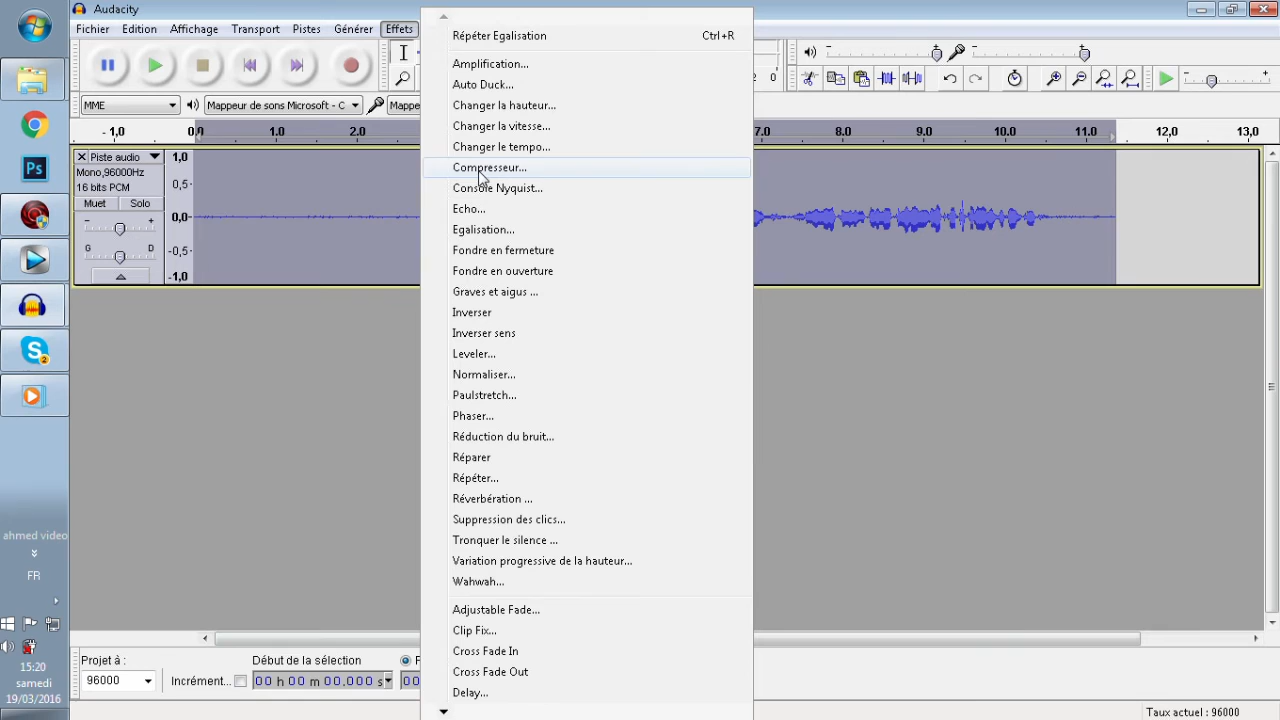 Audacity
Fichier Edition Affichage Transport Pistes Générer Effets
Répéter Egalisation Ctrl+R
Amplification...
Auto Duck...
Changer la hauteur...
Changer la vitesse...
Changer le tempo...
Compresseur...
Console Nyquist...
Echo...
Egalisation...
Fondre en fermeture
Fondre en ouverture
Graves et aigus ...
Inverser
Inverser sens
Leveler...
Normaliser...
Paulstretch...
Phaser...
Réduction du bruit...
Réparer
Répéter...
Réverbération ...
Suppression des clics...
Tronquer le silence ...
Variation progressive de la hauteur...
Wahwah...
Adjustable Fade...
Clip Fix...
Cross Fade In
Cross Fade Out
Delay...
0
MME Mappeur de sons Microsoft - C Mappe
- 1,0 1.0 2.0 7.0 8.0 9.0 10.0 11.0 12,0 13,0
Piste audio
Mono,96000Hz
16 bits PCM
Muet Solo
- +
G D
1,0
0,5-
0,0-
-0,5-
-1,0
Ps
ahmed video
FR
15:20
samedi
19/03/2016
Projet à :
96000
Incrément...
Début de la sélection
00 h 00 m 00,000 s
00
Taux actuel : 96000